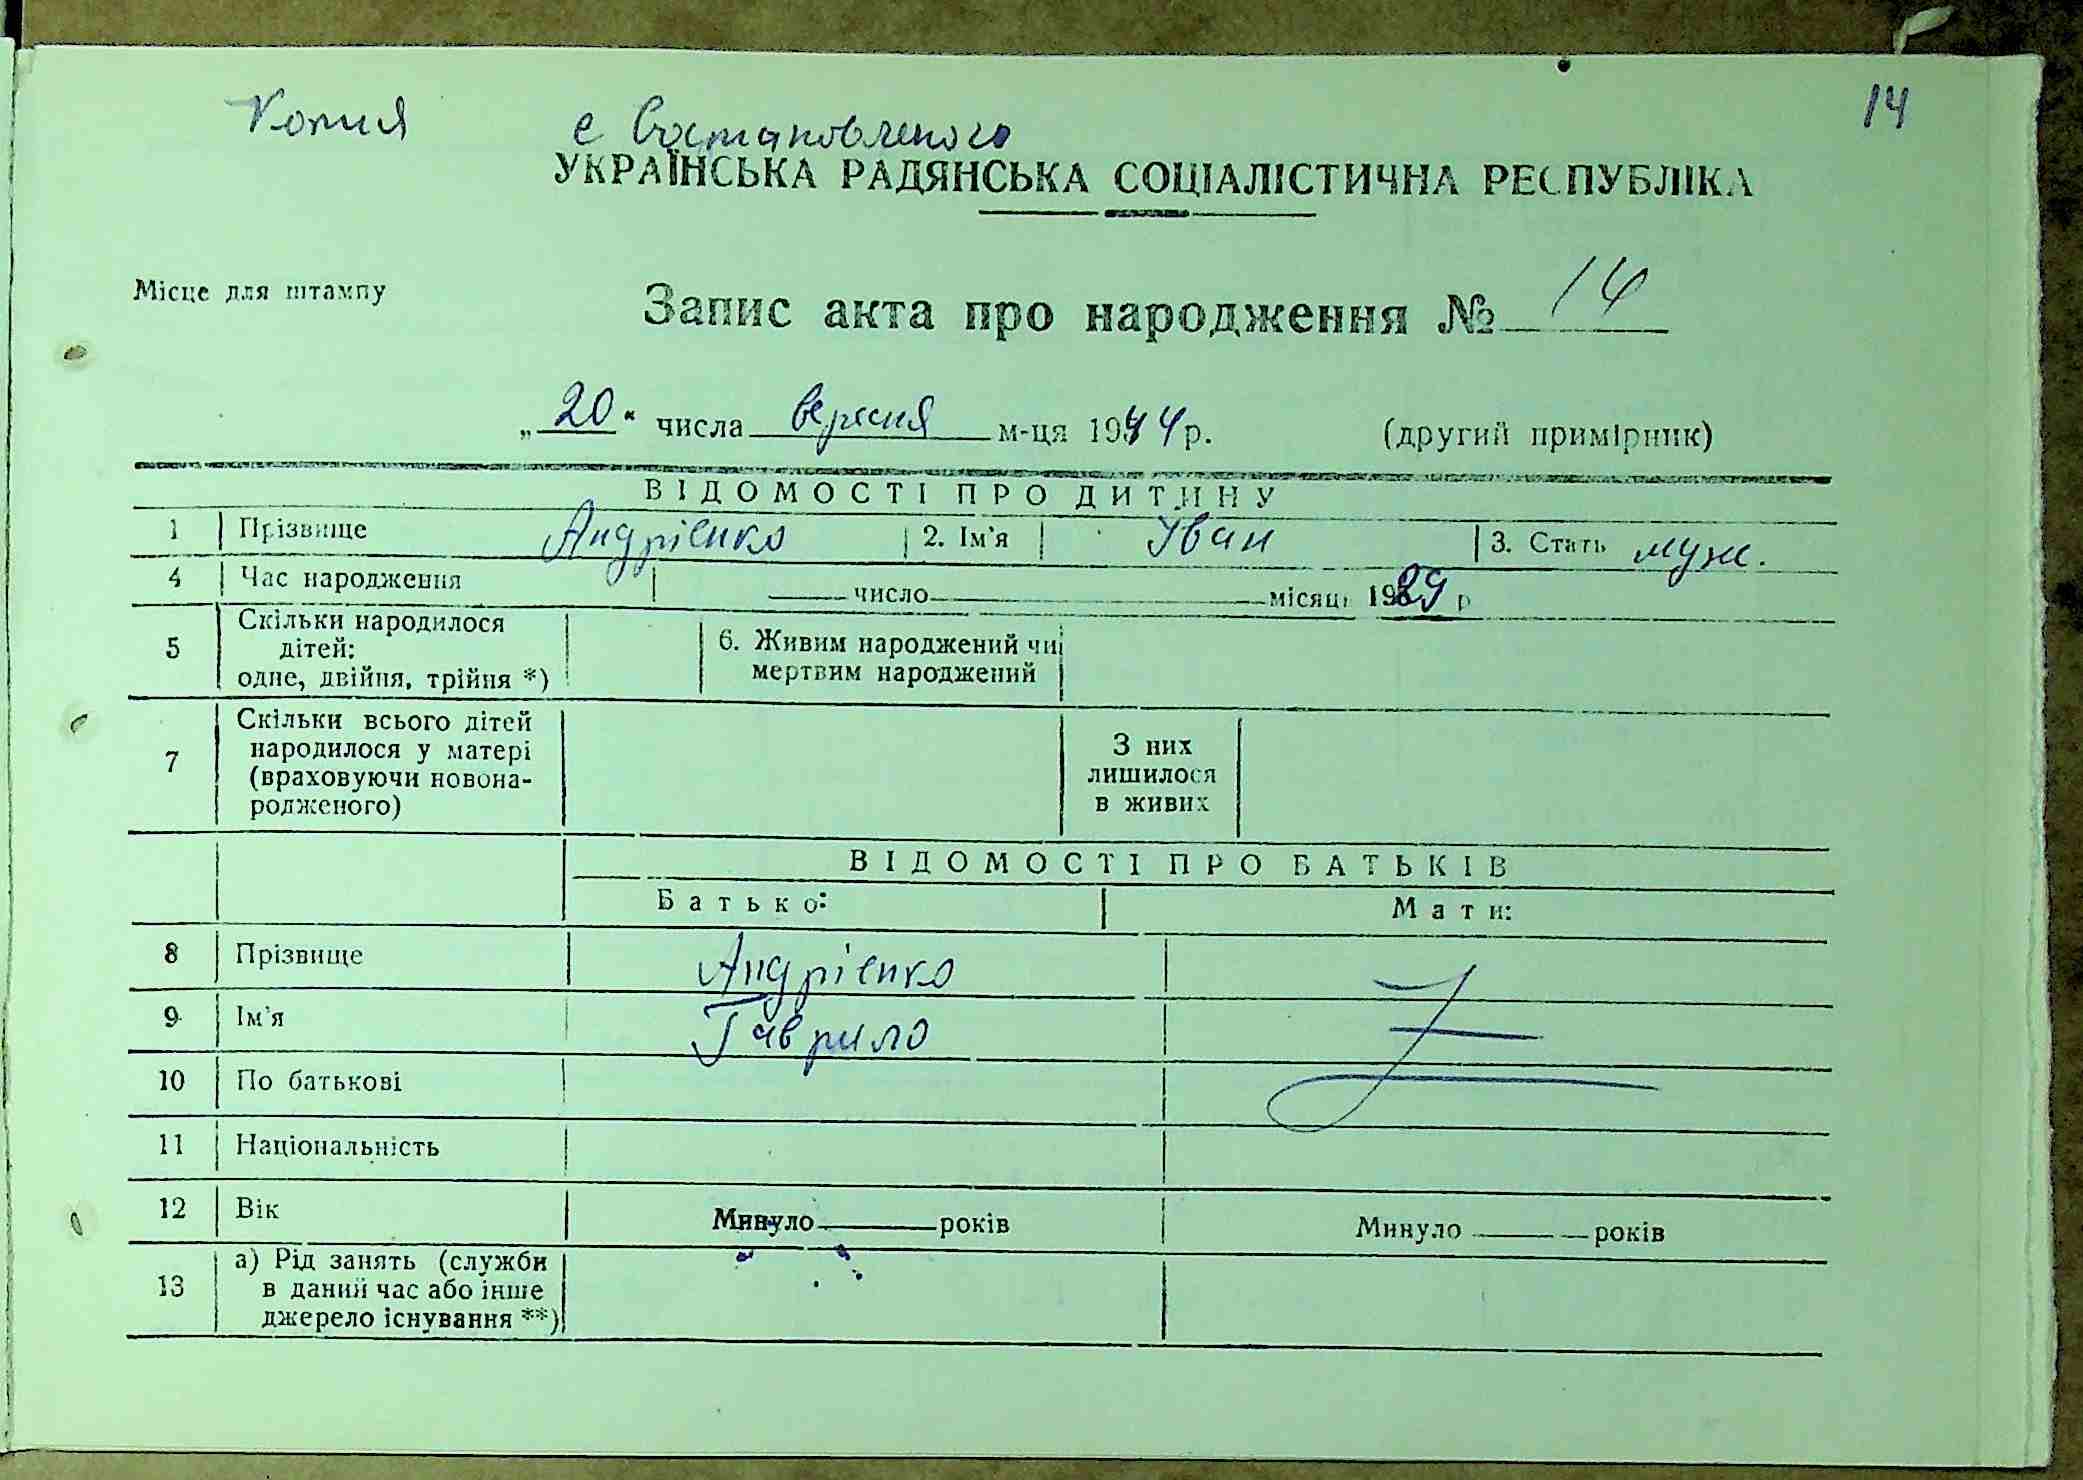 Копия с Востановленого 14
УКРАЇНСЬКА РАДЯНСЬКА СОЦІАЛІСТИЧНА РЕСПУБЛІКА
Місце для штампу
Запис акта про народження № 14
„20“ числа вересня м-ця 1944 р. (другий примірник)
ВІДОМОСТІ ПРО ДИТИНУ
1 Прізвище Андрієнко 2. Ім'я Іван 3. Стать муж.
4 Час народження число місяця 1929 р
5 Скільки народилося дітей: одне, двійня, трійня *) 6. Живим народжений чи мертвим народжений
7 Скільки всього дітей народилося у матері (враховуючи новонародженого) З них лишилося в живих
ВІДОМОСТІ ПРО БАТЬКІВ
Батько: Мати:
8 Прізвище Андрієнко
9 Ім'я Гаврило
10 По батькові
11 Національність
12 Вік Минуло років Минуло років
13 а) Рід занять (служби в даний час або інше джерело існування **)